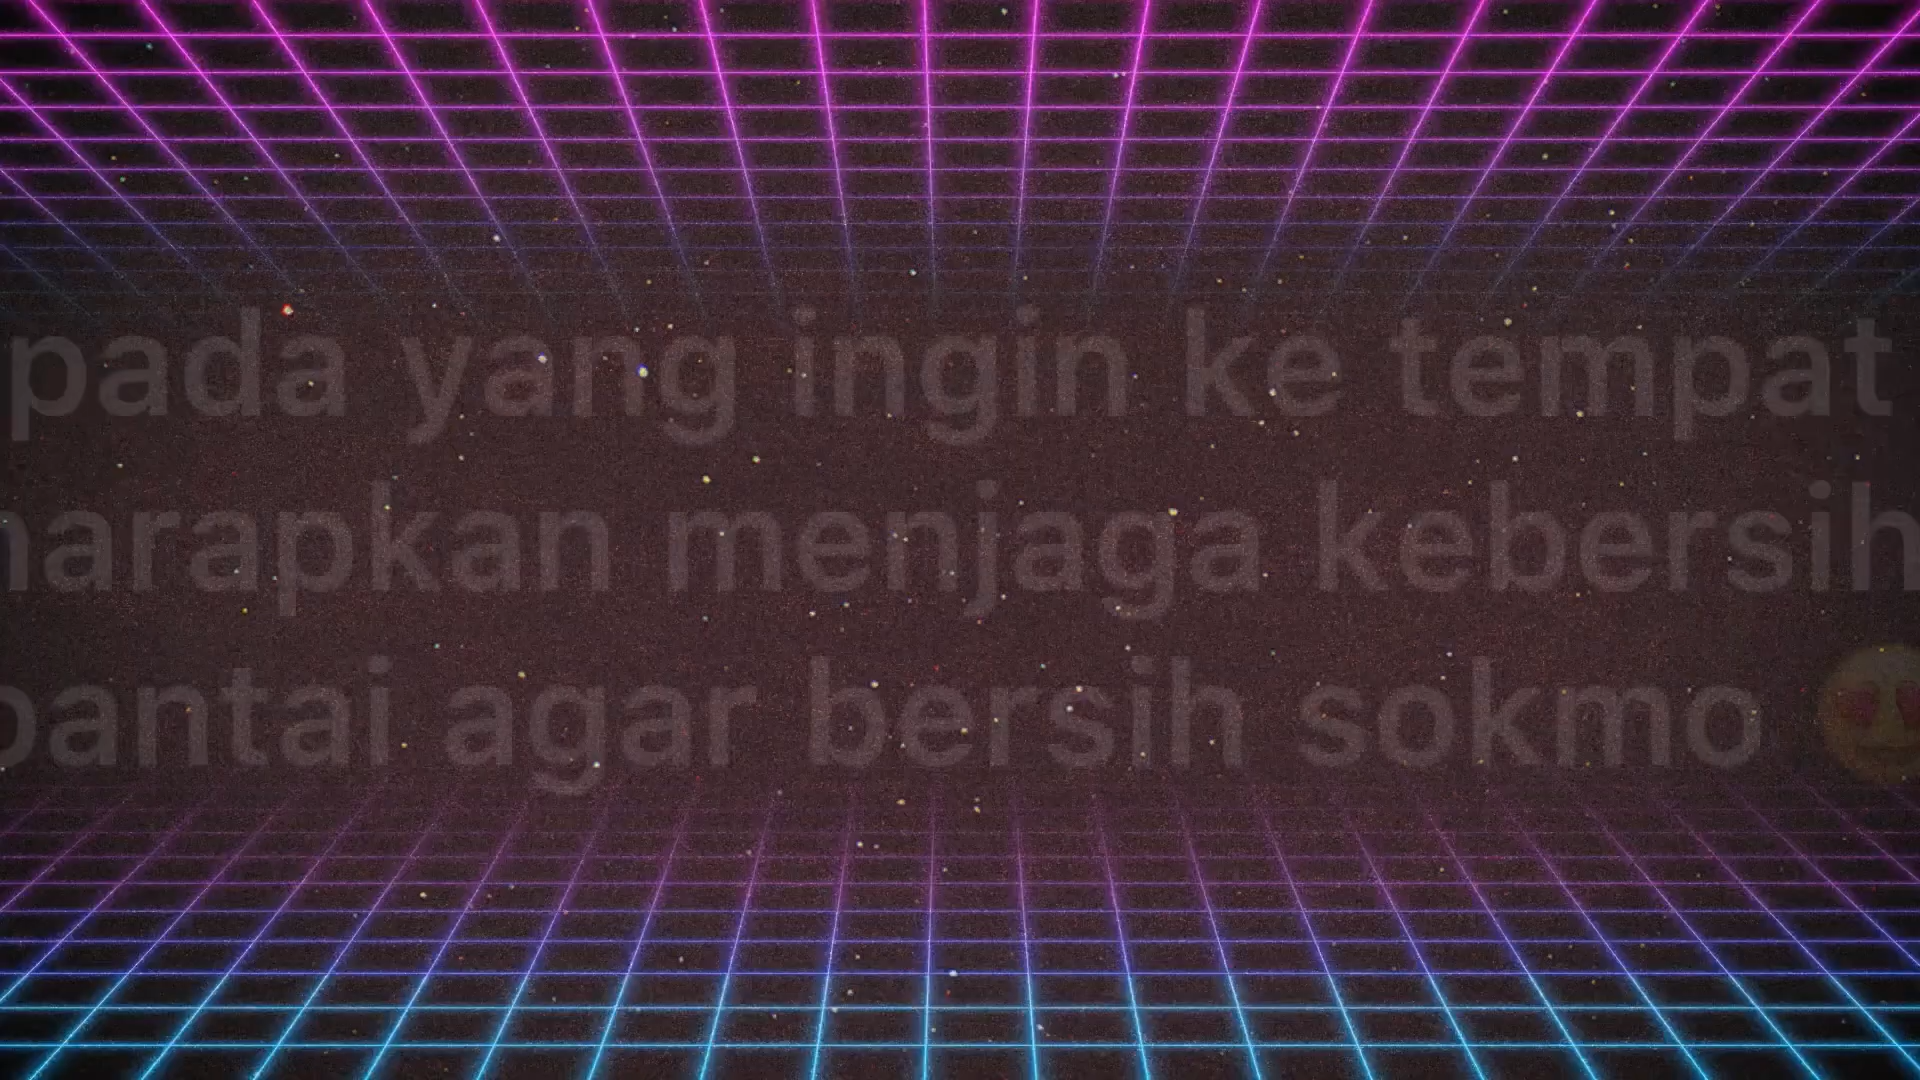 pada yang ingin ke tempat
harapkan menjaga kebersih
pantai agar bersih sokmo 😍